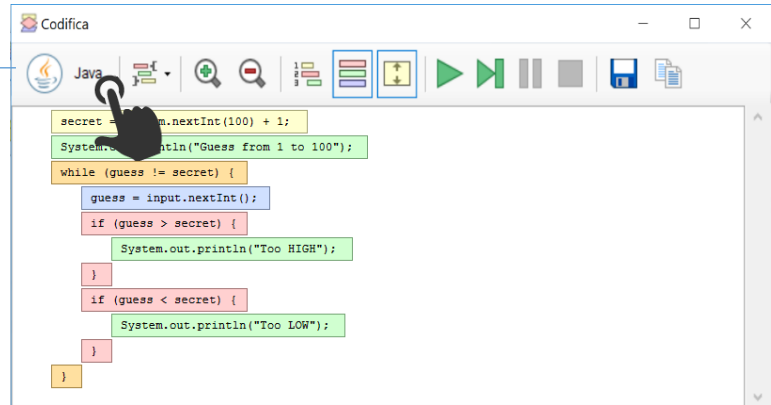 Codifica
Java
secret = m.nextInt(100) + 1;
System. ntln("Guess from 1 to 100");
while (guess != secret) {
guess = input.nextInt();
if (guess > secret) {
System.out.println("Too HIGH");
}
if (guess < secret) {
System.out.println("Too LOW");
}
}